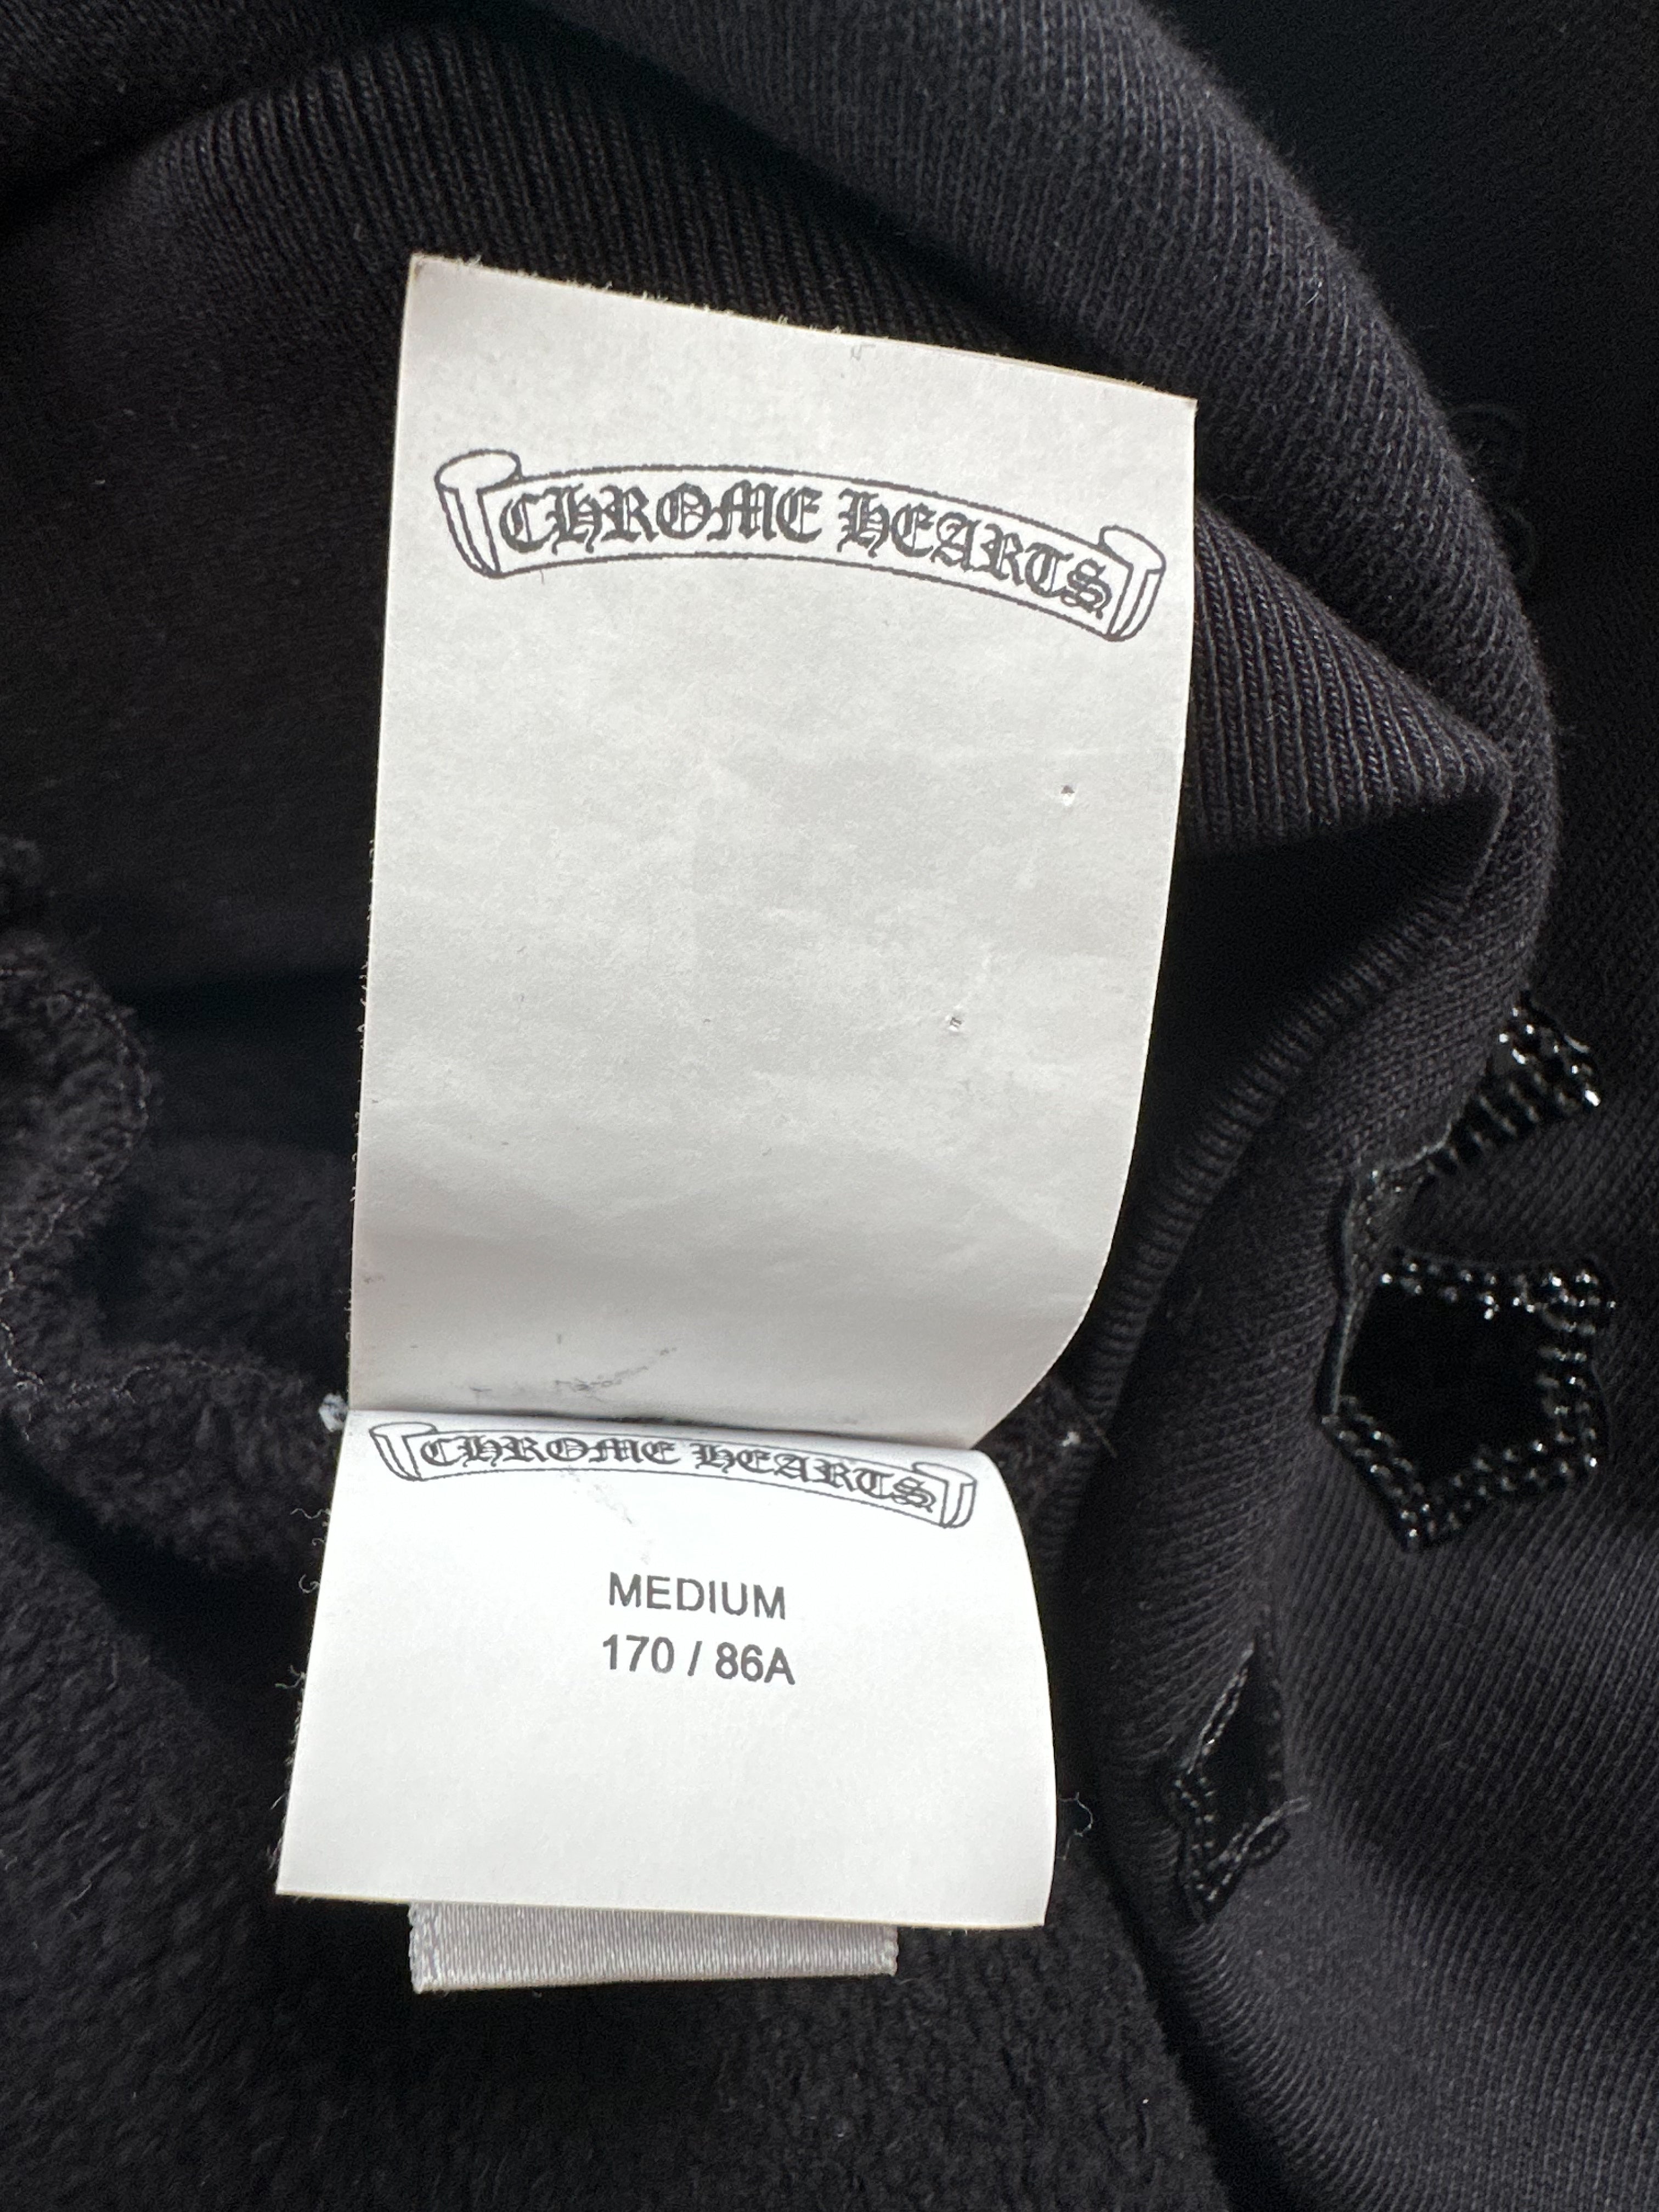 CHROME HEARTS
CHROME HEARTS
MEDIUM
170 / 86A